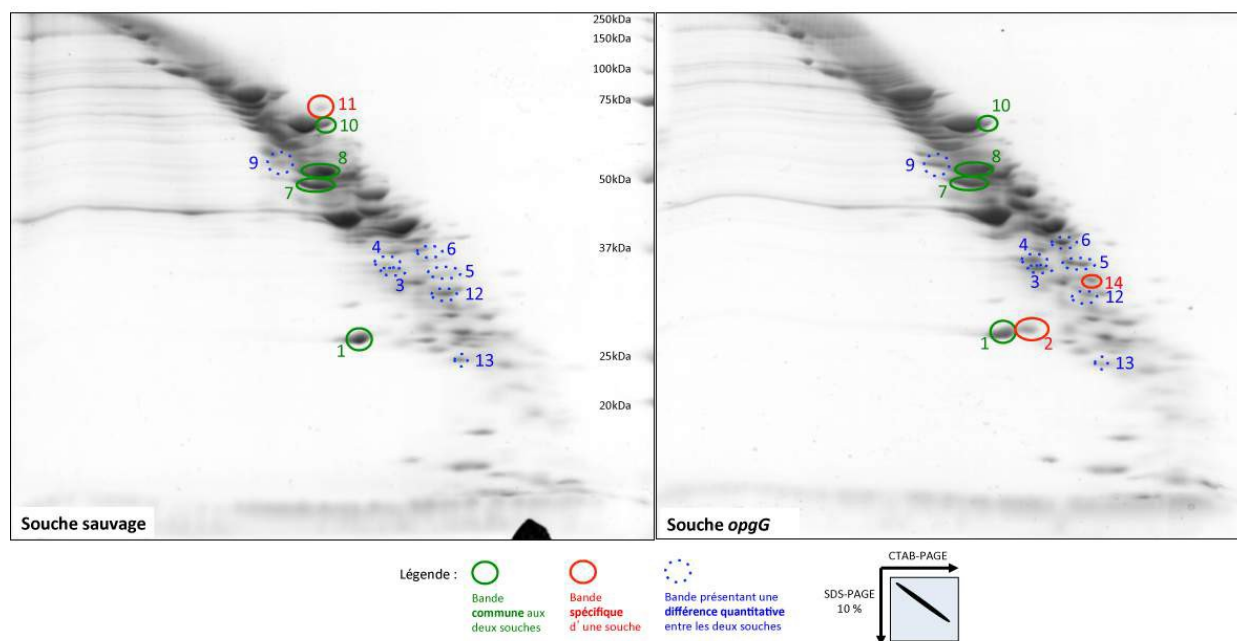 250kDa
150kDa
100kDa
75kDa
50kDa
37kDa
25kDa
20kDa
11
10
9
8
7
4
6
3
5
12
1
13
Souche sauvage
10
9
8
7
4
6
3
5
14
12
1
2
13
Souche opgG
Légende :
Bande
commune aux
deux souches
Bande
spécifique
d' une souche
Bande présentant une
différence quantitative
entre les deux souches
CTAB-PAGE
SDS-PAGE
10 %